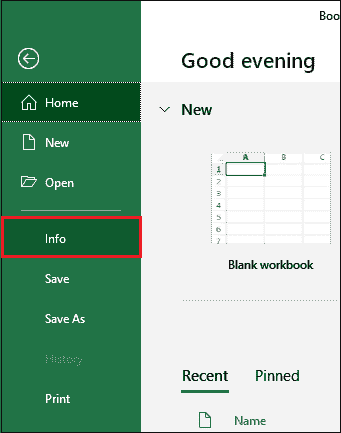 Boo
Good evening
Home
New
New
Open
A B C
1
2
3
4
5
6
7
Blank workbook
Info
Save
Save As
History
Print
Recent Pinned
Name